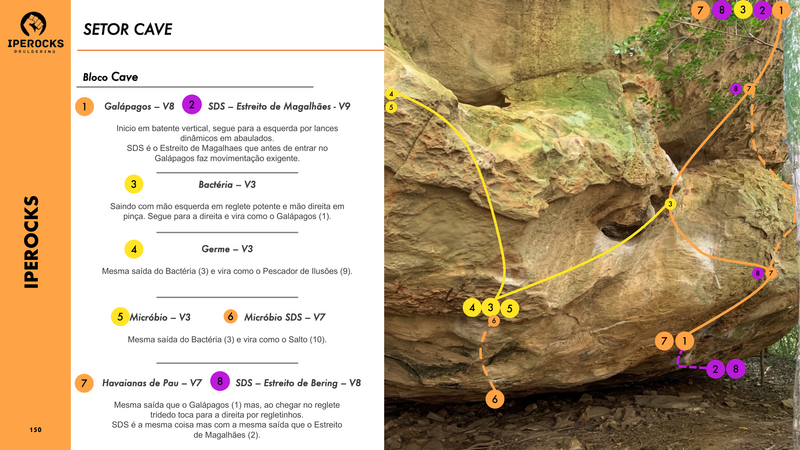 IPEROCKS
BOULDERING
IPEROCKS
150
SETOR CAVE
Bloco Cave
1 Galápagos – V8 2 SDS – Estreito de Magalhães - V9
Inicio em batente vertical, segue para a esquerda por lances
dinâmicos em abaulados.
SDS é o Estreito de Magalhaes que antes de entrar no
Galápagos faz movimentação exigente.
3 Bactéria – V3
Saindo com mão esquerda em reglete potente e mão direita em
pinça. Segue para a direita e vira como o Galápagos (1).
4 Germe – V3
Mesma saída do Bactéria (3) e vira como o Pescador de Ilusões (9).
5 Micróbio – V3 6 Micróbio SDS – V7
Mesma saída do Bactéria (3) e vira como o Salto (10).
7 Havaianas de Pau – V7 8 SDS – Estreito de Bering – V8
Mesma saída que o Galápagos (1) mas, ao chegar no reglete
tridedo toca para a direita por regletinhos.
SDS é a mesma coisa mas com a mesma saída que o Estreito
de Magalhães (2).
7 8 3 2 1
8 7
4
5
3
8 7
4 3 5
6
7 1
2 8
6